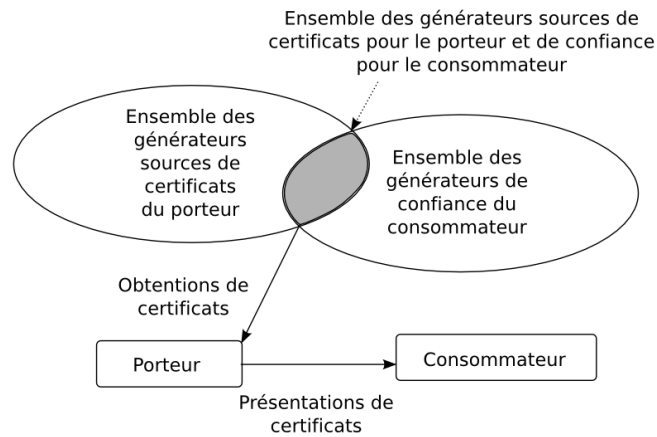 Ensemble des générateurs sources de
certificats pour le porteur et de confiance
pour le consommateur
Ensemble des
générateurs
sources de
certificats
du porteur
Ensemble des
générateurs de
confiance du
consommateur
Obtentions de
certificats
Porteur
Consommateur
Présentations de
certificats